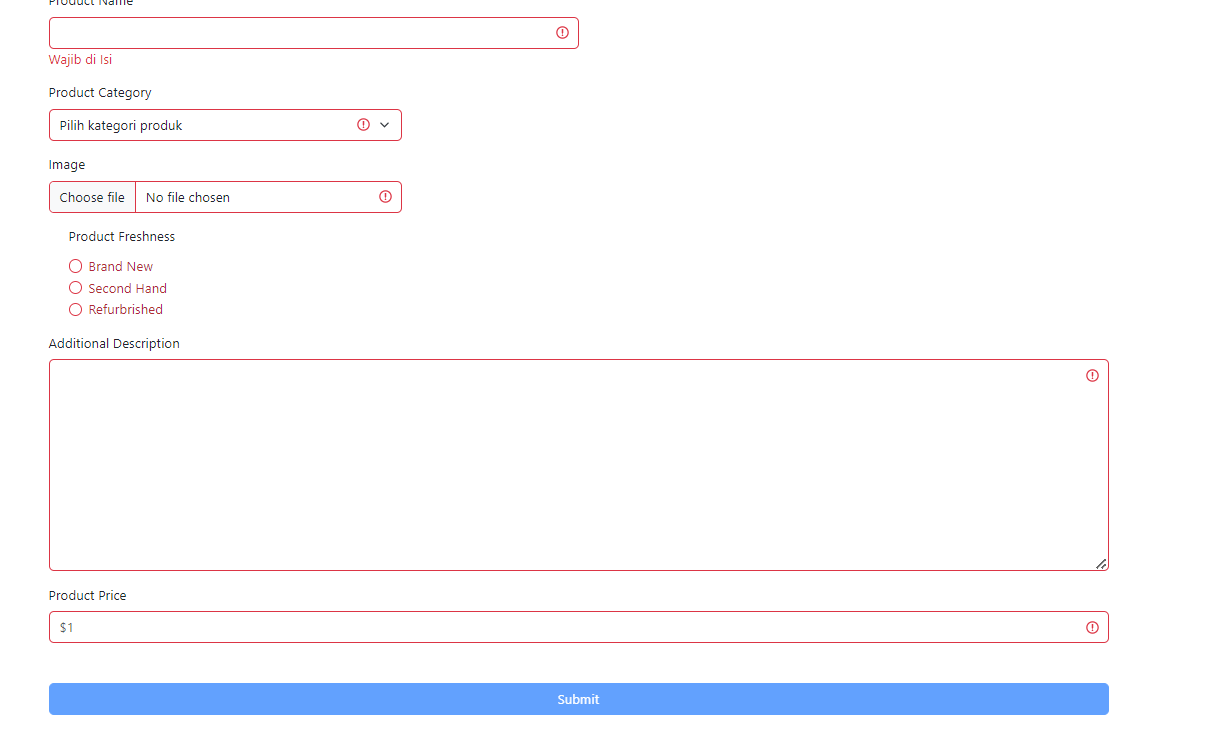 Product Name
Wajib di Isi
Product Category
Pilih kategori produk
Image
Choose file No file chosen
Product Freshness
Brand New
Second Hand
Refurbrished
Additional Description
Product Price
$1
Submit